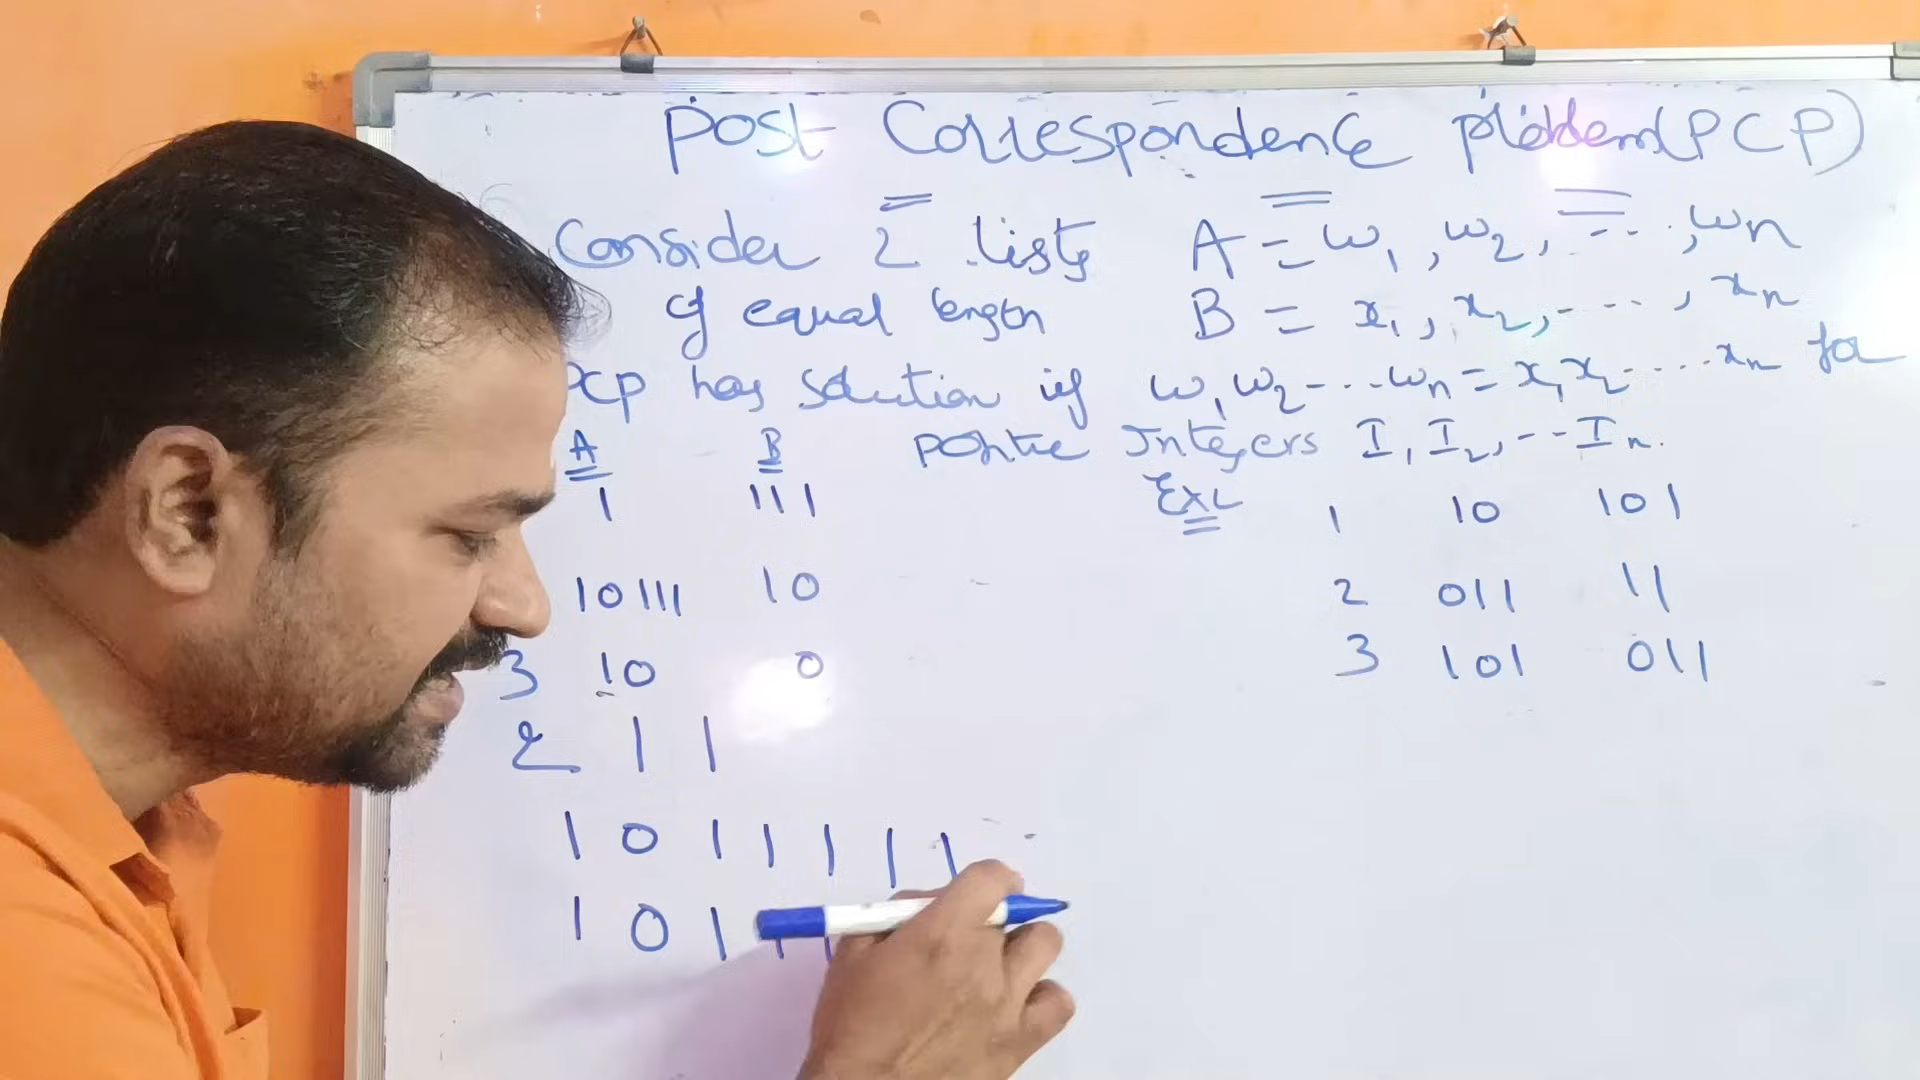 Post Correspondence problem(PCP)
Consider 2 lists A = w1, w2, ---, wn
of equal length B = x1, x2, ---, xn
PCP has solution if w1w2---wn = x1x2----xn for
positive Integers I1, I2, --- In.
A B
1 111
10111 10
3 10 0
2 1 1
1 0 1 1 1 1 1
1 0 1
Ex2
1 10 101
2 011 11
3 101 011